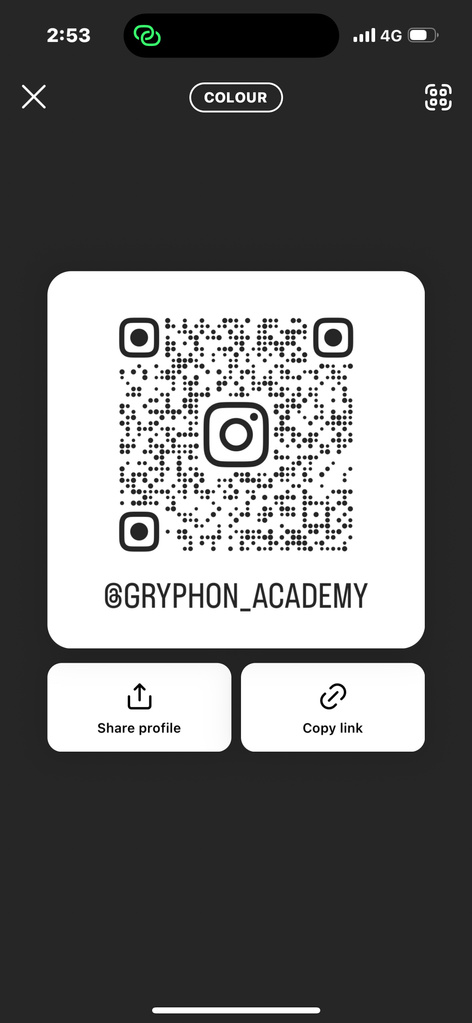 2:53
4G
COLOUR
@GRYPHON_ACADEMY
Share profile
Copy link